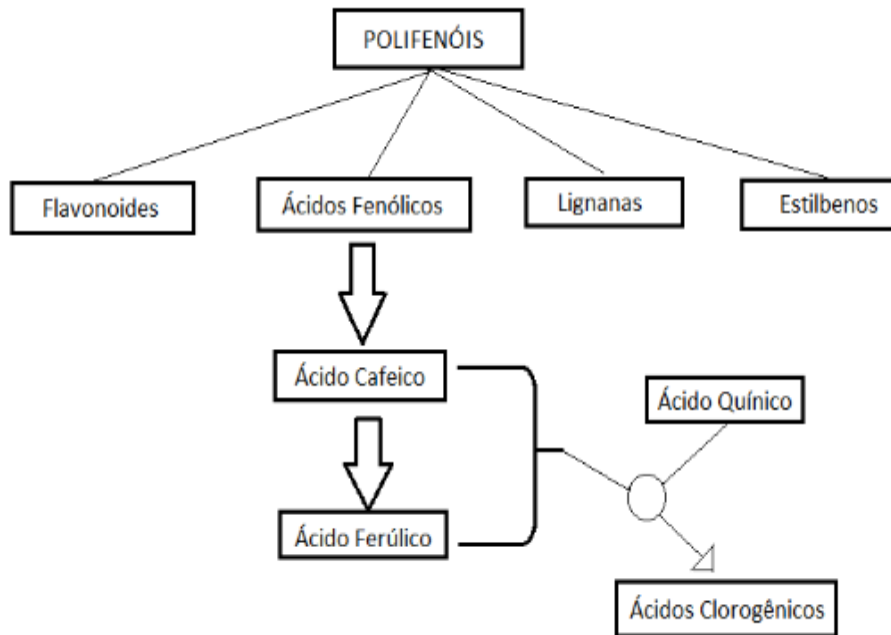 POLIFENÓIS
Flavonoides
Ácidos Fenólicos
Lignanas
Estilbenos
Ácido Cafeico
Ácido Quínico
Ácido Ferúlico
Ácidos Clorogênicos